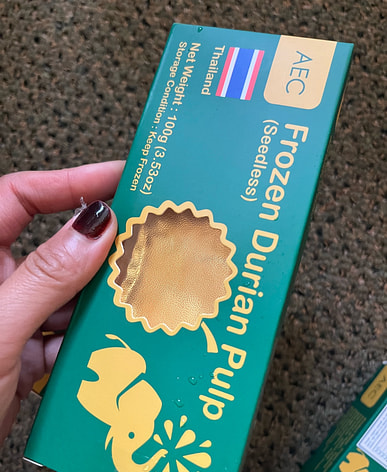 AEC
Thailand
Frozen Durian Pulp
(Seedless)
Net Weight : 100g (3.53oz)
Storage Condition : Keep Frozen